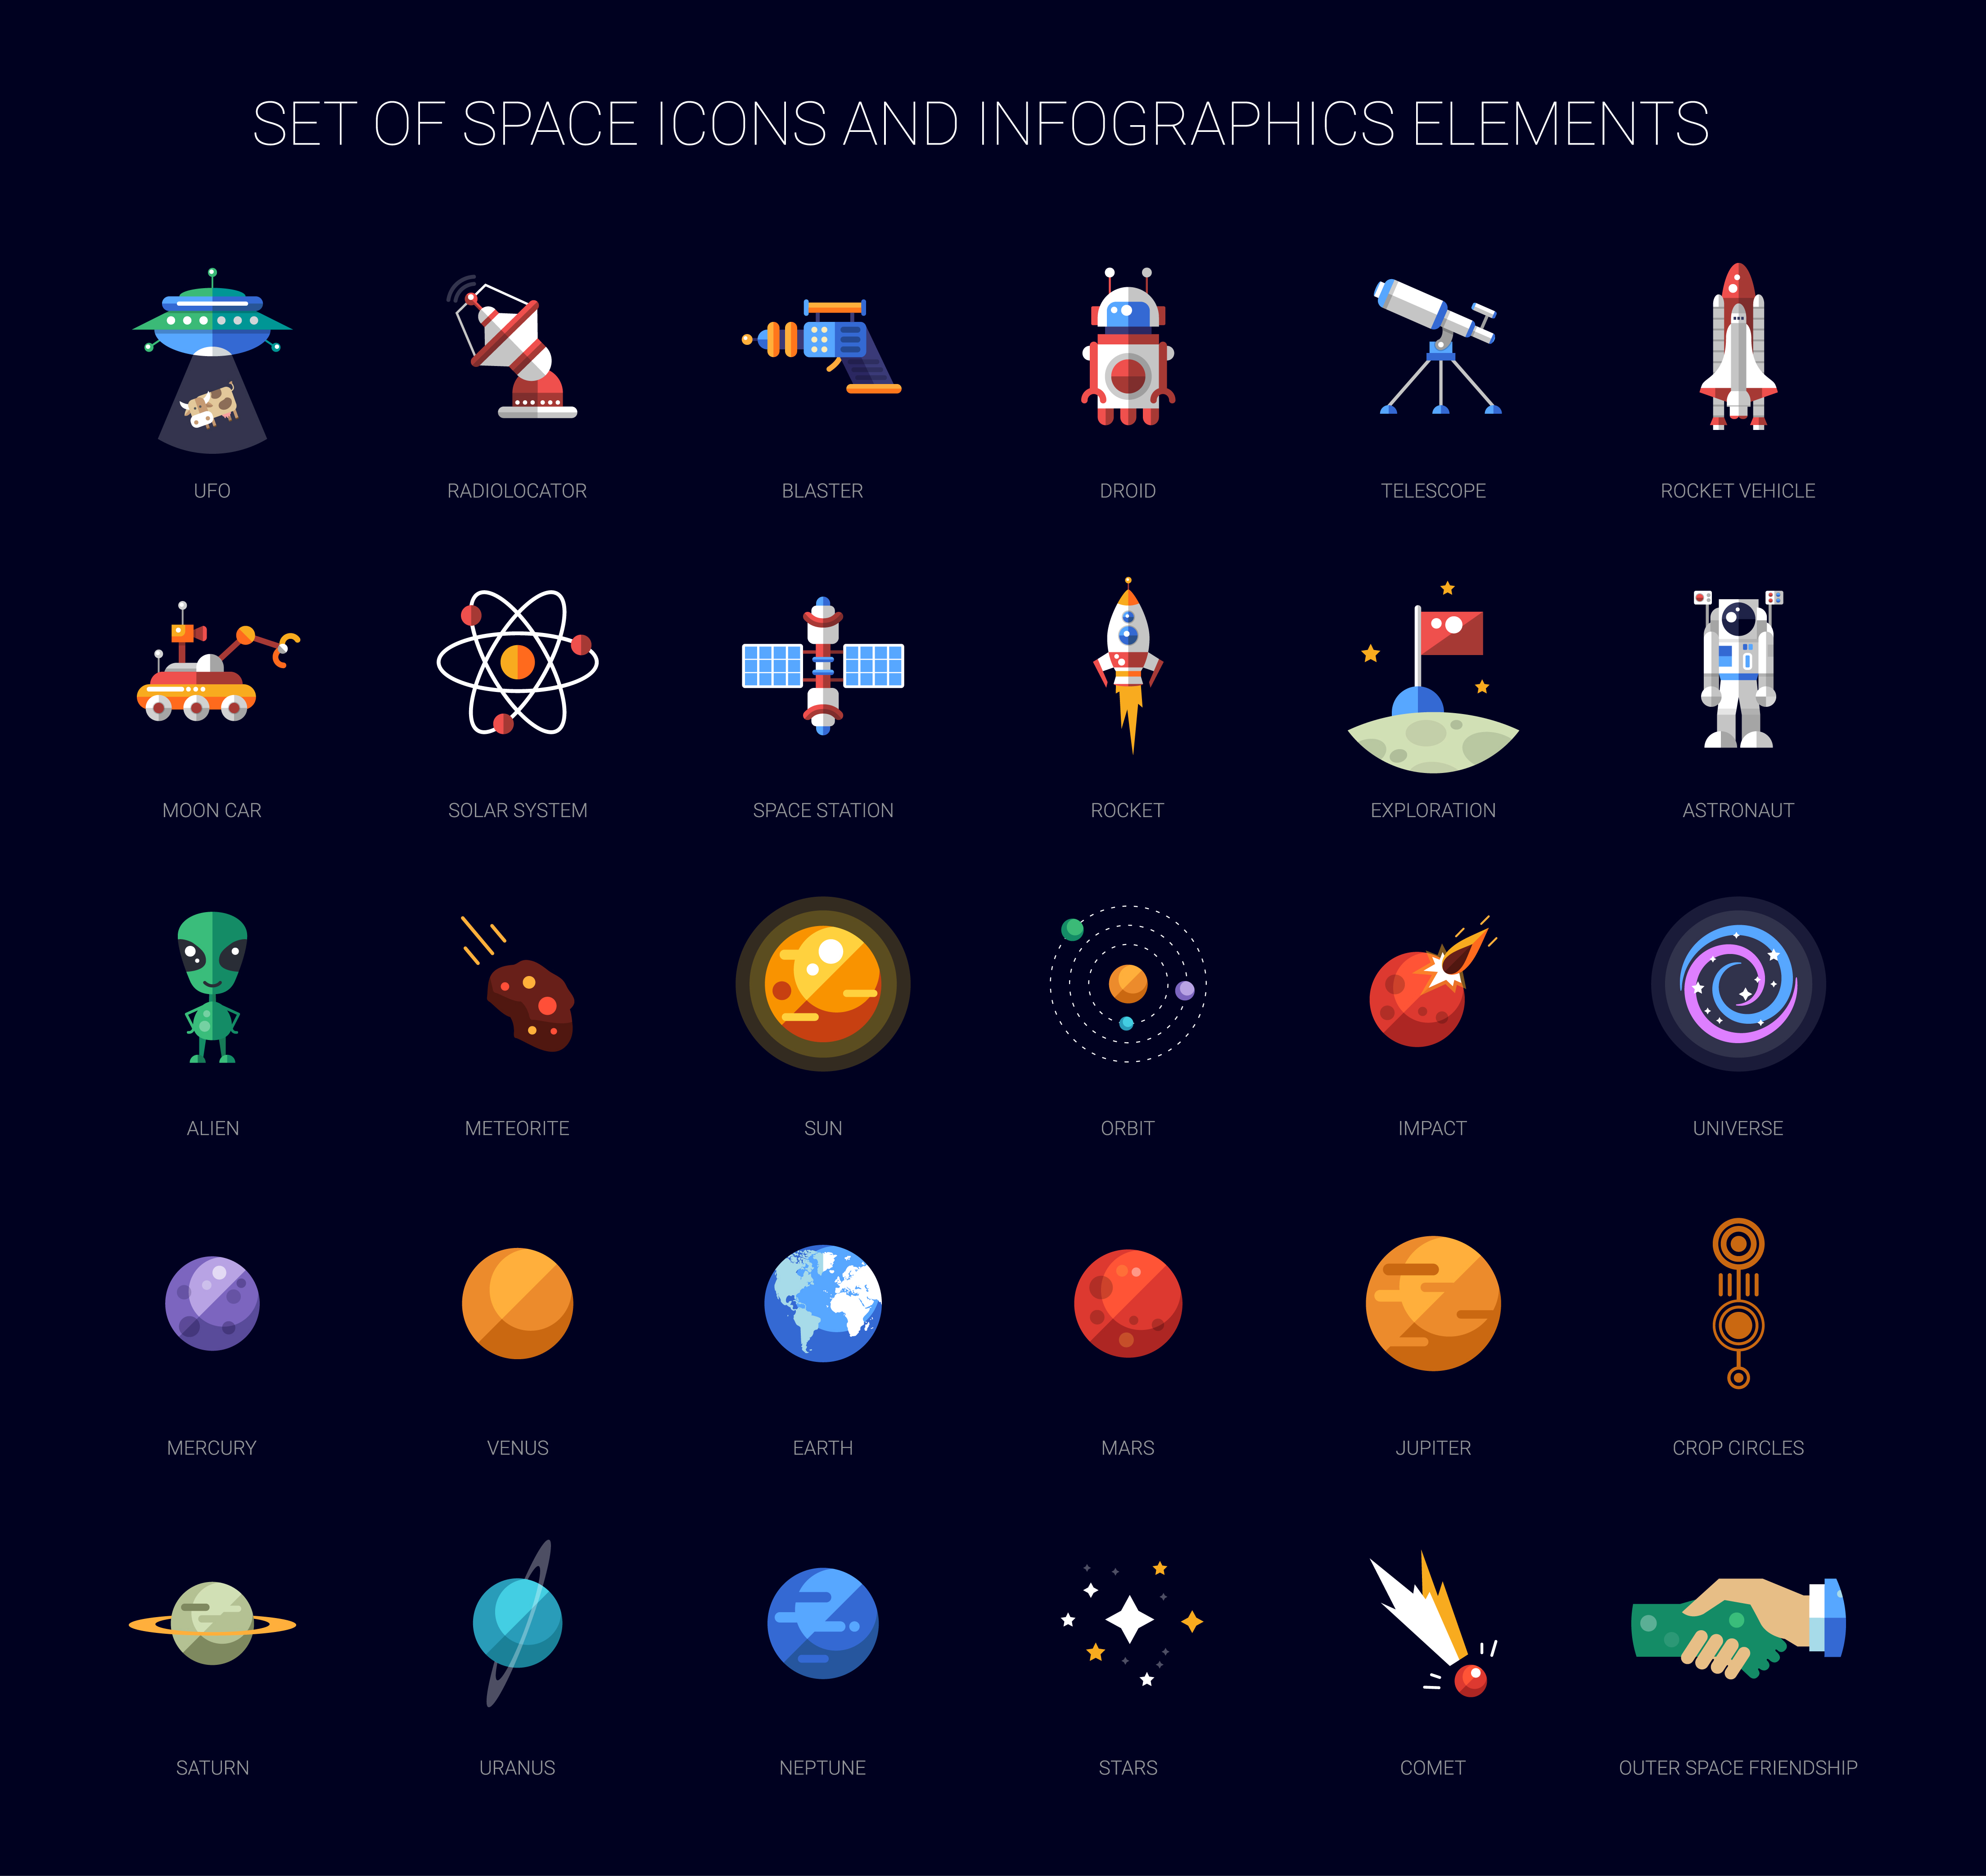 SET OF SPACE ICONS AND INFOGRAPHICS ELEMENTS
UFO
RADIOLOCATOR
BLASTER
DROID
TELESCOPE
ROCKET VEHICLE
MOON CAR
SOLAR SYSTEM
SPACE STATION
ROCKET
EXPLORATION
ASTRONAUT
ALIEN
METEORITE
SUN
ORBIT
IMPACT
UNIVERSE
MERCURY
VENUS
EARTH
MARS
JUPITER
CROP CIRCLES
SATURN
URANUS
NEPTUNE
STARS
COMET
OUTER SPACE FRIENDSHIP